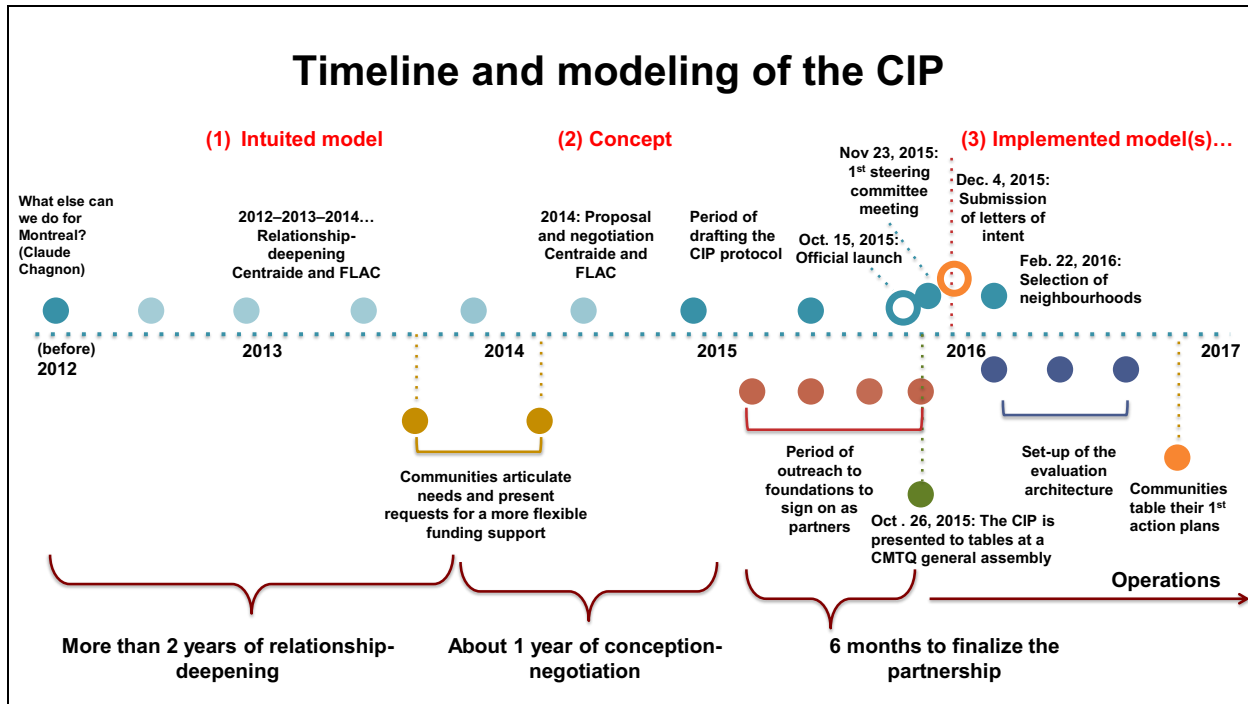 Timeline and modeling of the CIP
(1) Intuited model
(2) Concept
(3) Implemented model(s)…
What else can
we do for
Montreal?
(Claude
Chagnon)
2012–2013–2014…
Relationship-
deepening
Centraide and FLAC
2014: Proposal
and negotiation
Centraide and
FLAC
Period of
drafting the
CIP protocol
Oct. 15, 2015:
Official launch
Nov 23, 2015:
1st steering
committee
meeting
Dec. 4, 2015:
Submission
of letters of
intent
Feb. 22, 2016:
Selection of
neighbourhoods
(before)
2012
2013
2014
2015
2016
2017
Communities articulate
needs and present
requests for a more flexible
funding support
Period of
outreach to
foundations to
sign on as
partners
Oct . 26, 2015: The CIP is
presented to tables at a
CMTQ general assembly
Set-up of the
evaluation
architecture
Communities
table their 1st
action plans
Operations
More than 2 years of relationship-
deepening
About 1 year of conception-
negotiation
6 months to finalize the
partnership